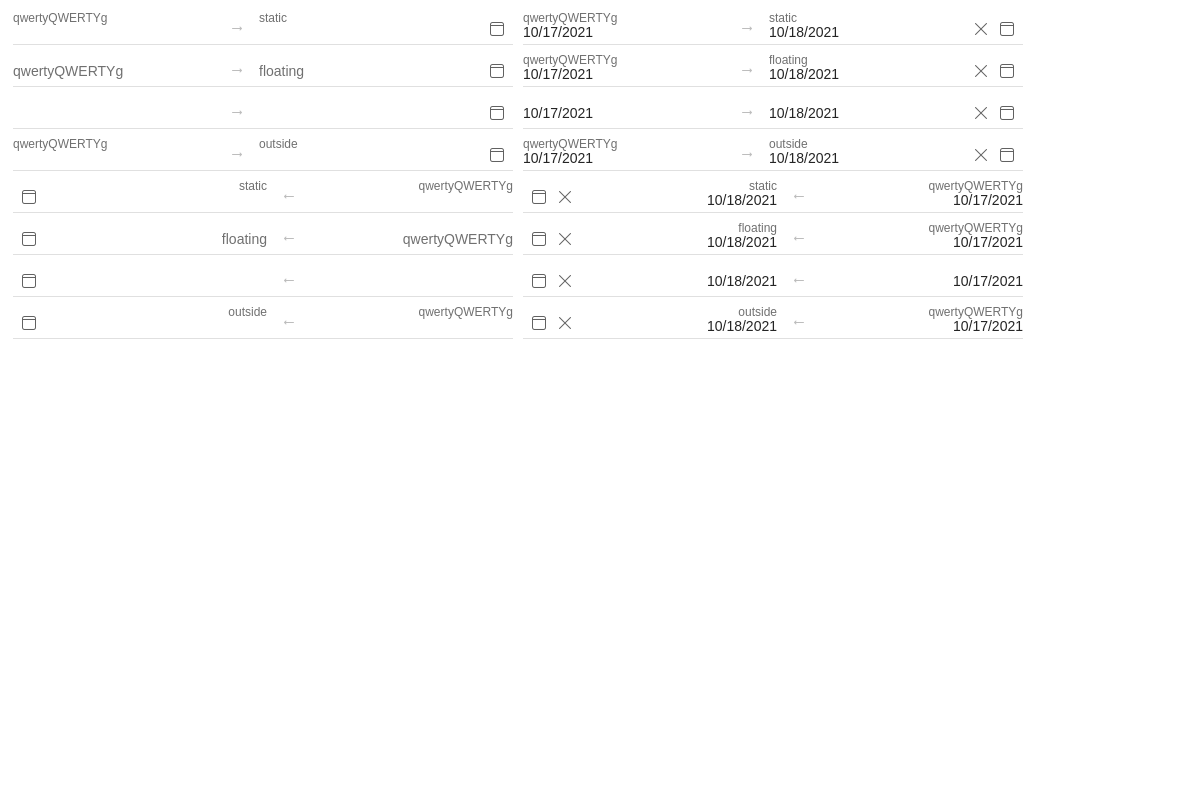 qwertyQWERTYg → static qwertyQWERTYg → static
10/17/2021 10/18/2021
qwertyQWERTYg → floating qwertyQWERTYg → floating
10/17/2021 10/18/2021
→ 10/17/2021 → 10/18/2021
qwertyQWERTYg → outside qwertyQWERTYg → outside
10/17/2021 10/18/2021
static ← qwertyQWERTYg static ← qwertyQWERTYg
10/18/2021 10/17/2021
floating ← qwertyQWERTYg floating ← qwertyQWERTYg
10/18/2021 10/17/2021
← 10/18/2021 ← 10/17/2021
outside ← qwertyQWERTYg outside ← qwertyQWERTYg
10/18/2021 10/17/2021